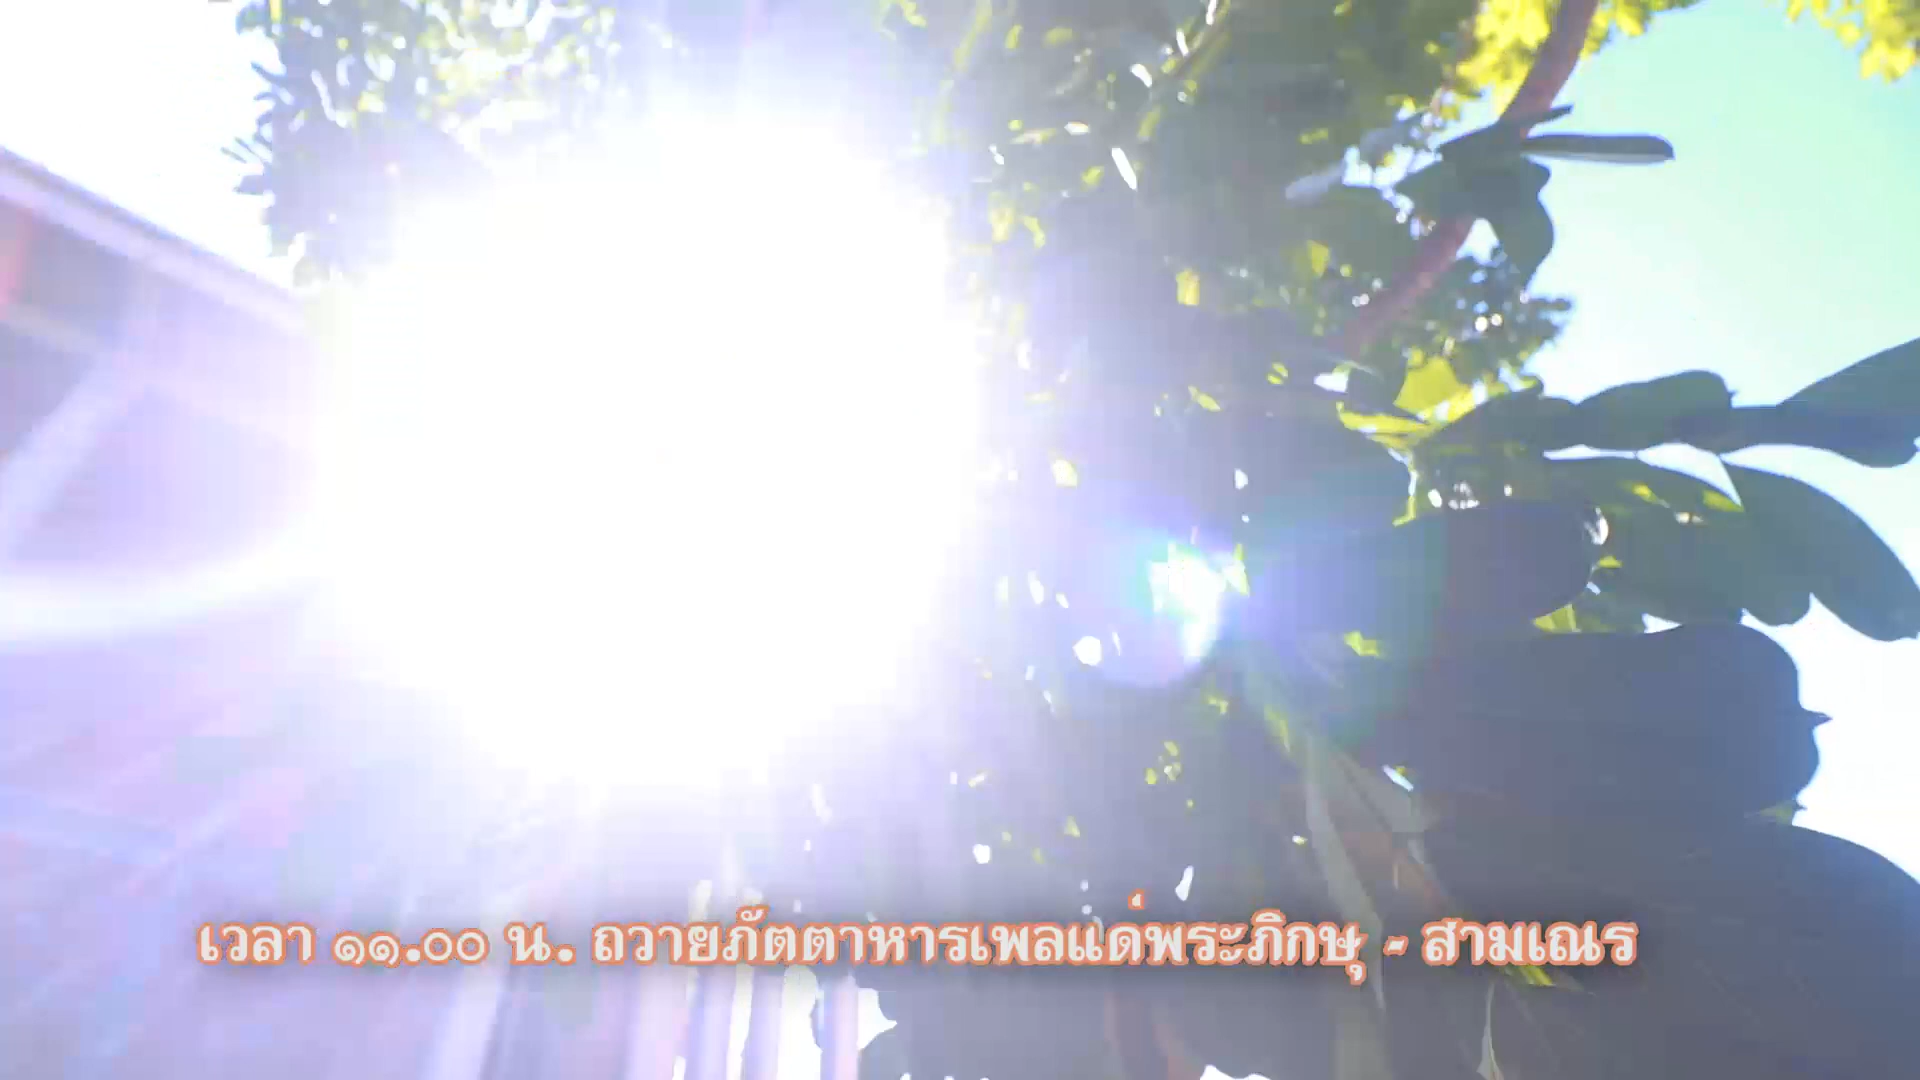 เวลา ๑๑.๐๐ น. ถวายภัตตาหารเพลแด่พระภิกษุ - สามเณร